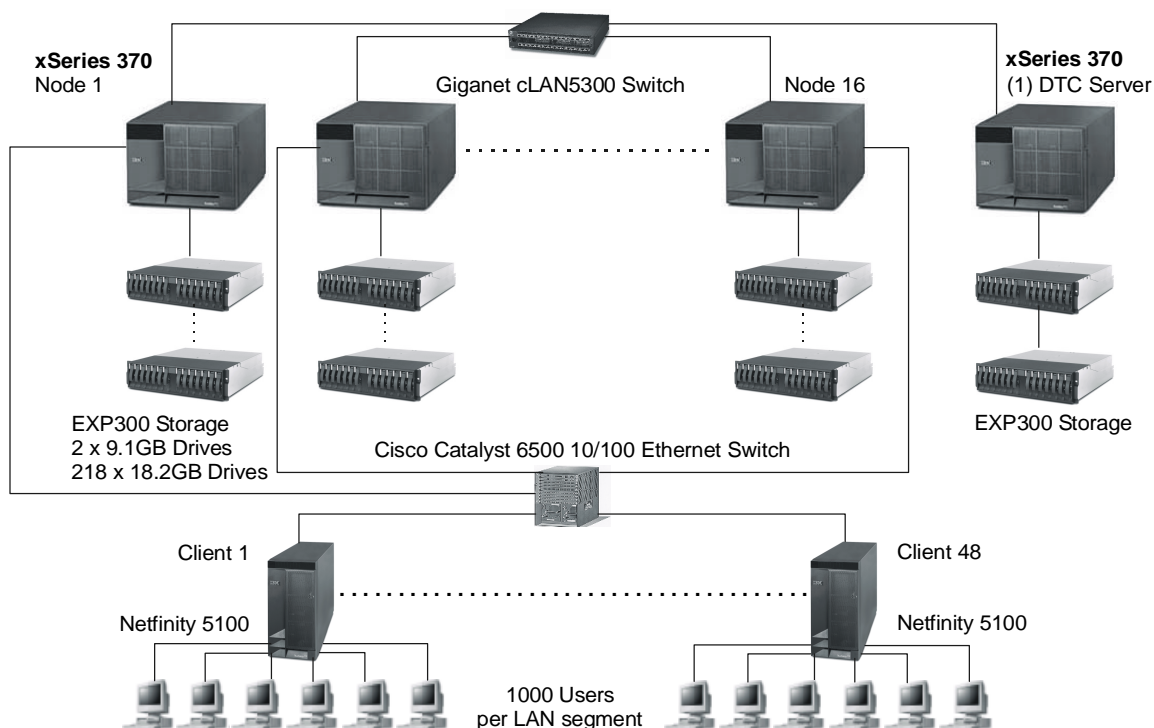 xSeries 370
Node 1
Giganet cLAN5300 Switch
Node 16
xSeries 370
(1) DTC Server
EXP300 Storage
2 x 9.1GB Drives
218 x 18.2GB Drives
EXP300 Storage
Cisco Catalyst 6500 10/100 Ethernet Switch
Client 1
Client 48
Netfinity 5100
Netfinity 5100
1000 Users
per LAN segment